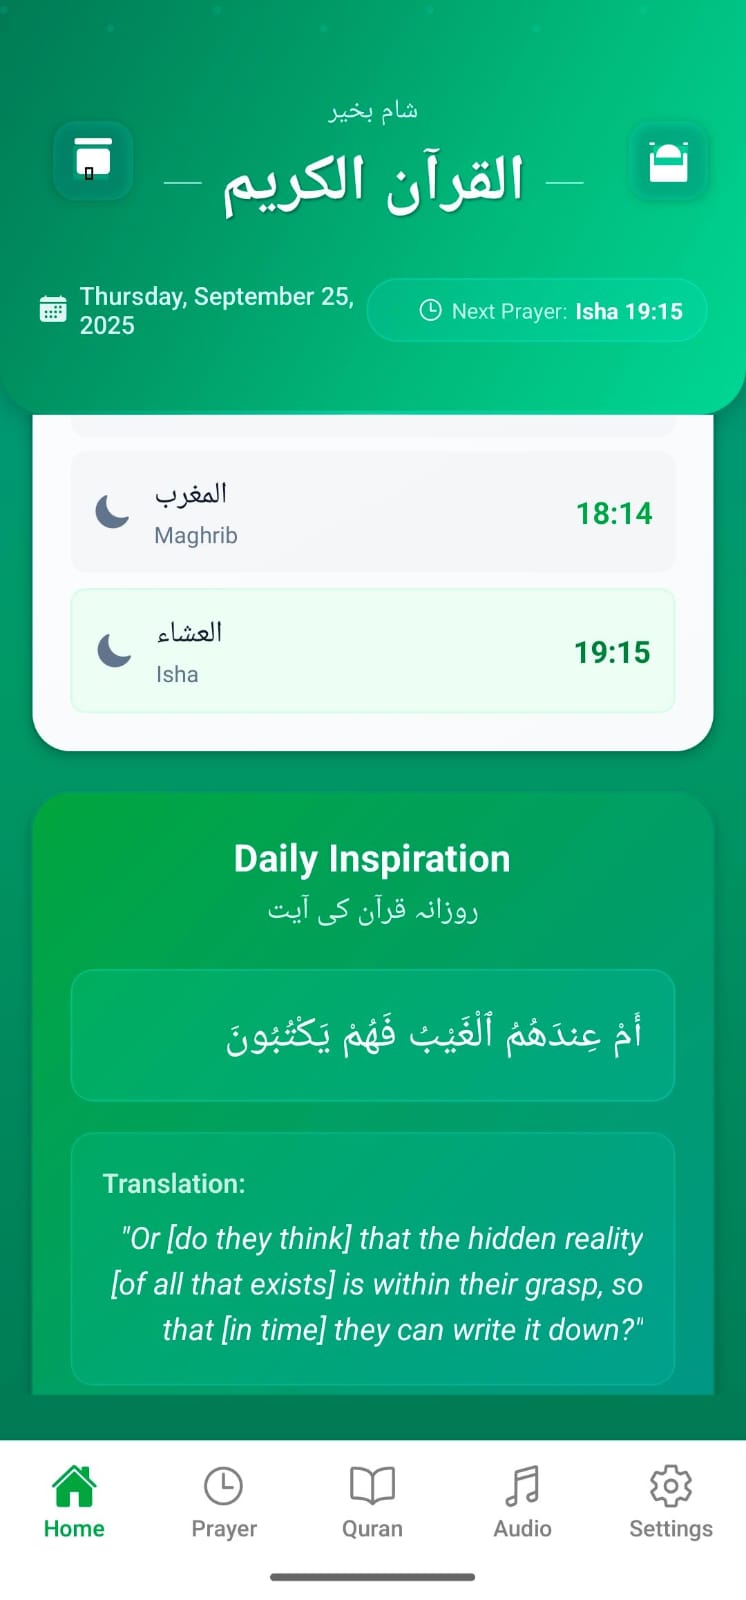 شام بخیر
القرآن الكريم
Thursday, September 25,
2025
Next Prayer: Isha 19:15
المغرب
Maghrib
18:14
العشاء
Isha
19:15
Daily Inspiration
روزانہ قرآن کی آیت
أَمْ عِندَهُمُ ٱلْغَيْبُ فَهُمْ يَكْتُبُونَ
Translation:
"Or [do they think] that the hidden reality
[of all that exists] is within their grasp, so
that [in time] they can write it down?"
Home
Prayer
Quran
Audio
Settings